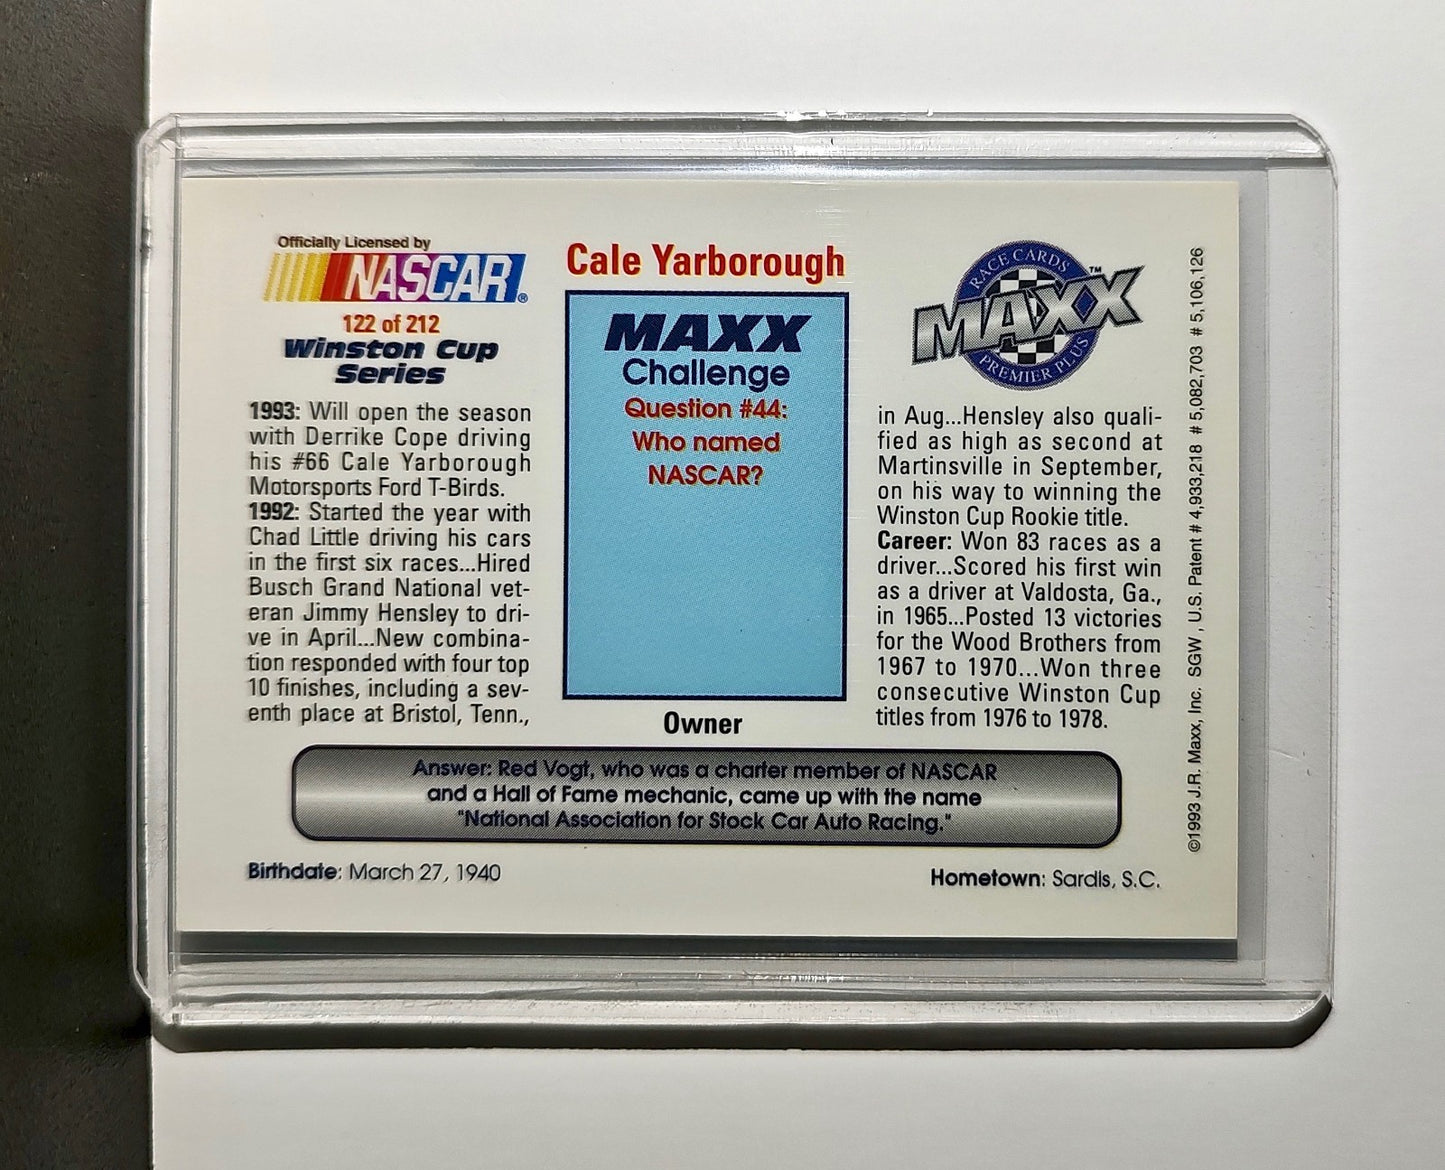 Officially Licensed by
NASCAR®
122 of 212
Winston Cup
Series
1993: Will open the season
with Derrike Cope driving
his #66 Cale Yarborough
Motorsports Ford T-Birds.
1992: Started the year with
Chad Little driving his cars
in the first six races...Hired
Busch Grand National vet-
eran Jimmy Hensley to dri-
ve in April...New combina-
tion responded with four top
10 finishes, including a sev-
enth place at Bristol, Tenn.,
Cale Yarborough
MAXX
Challenge
Question #44:
Who named
NASCAR?
Owner
RACE CARDS
MAXX™
PREMIER PLUS
in Aug...Hensley also quali-
fied as high as second at
Martinsville in September,
on his way to winning the
Winston Cup Rookie title.
Career: Won 83 races as a
driver...Scored his first win
as a driver at Valdosta, Ga.,
in 1965...Posted 13 victories
for the Wood Brothers from
1967 to 1970...Won three
consecutive Winston Cup
titles from 1976 to 1978.
Answer: Red Vogt, who was a charter member of NASCAR
and a Hall of Fame mechanic, came up with the name
"National Association for Stock Car Auto Racing."
Birthdate: March 27, 1940
Hometown: Sardis, S.C.
©1993 J.R. Maxx, Inc. SGW, U.S. Patent # 4,933,218 # 5,082,703 # 5,106,126